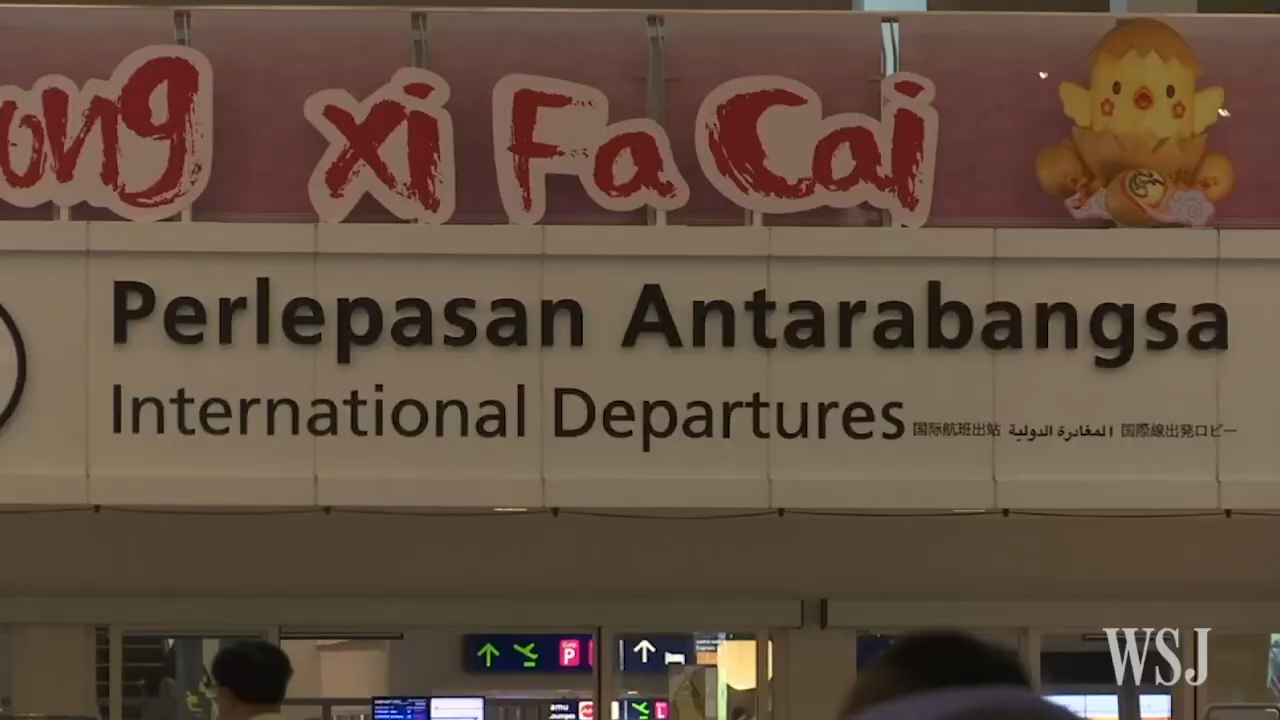 ong Xi Fa Cai
Perlepasan Antarabangsa
International Departures 国际航班出站 المغادرة الدولية 国際線出発ロビー
P
WSJ